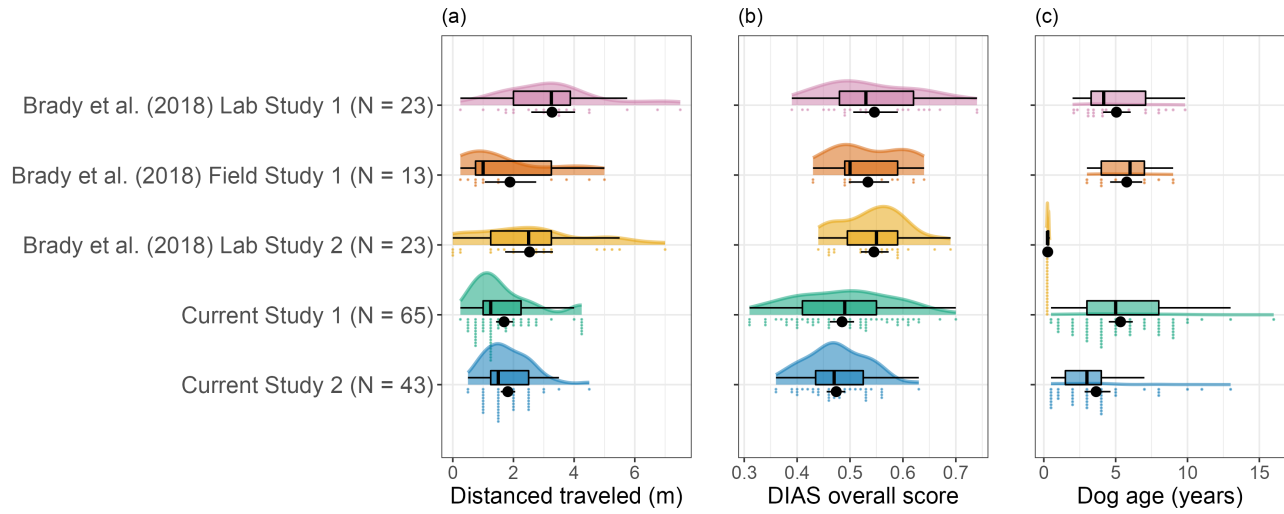 (a) (b) (c)
Brady et al. (2018) Lab Study 1 (N = 23)
Brady et al. (2018) Field Study 1 (N = 13)
Brady et al. (2018) Lab Study 2 (N = 23)
Current Study 1 (N = 65)
Current Study 2 (N = 43)
0 2 4 6 0.3 0.4 0.5 0.6 0.7 0 5 10 15
Distanced traveled (m) DIAS overall score Dog age (years)